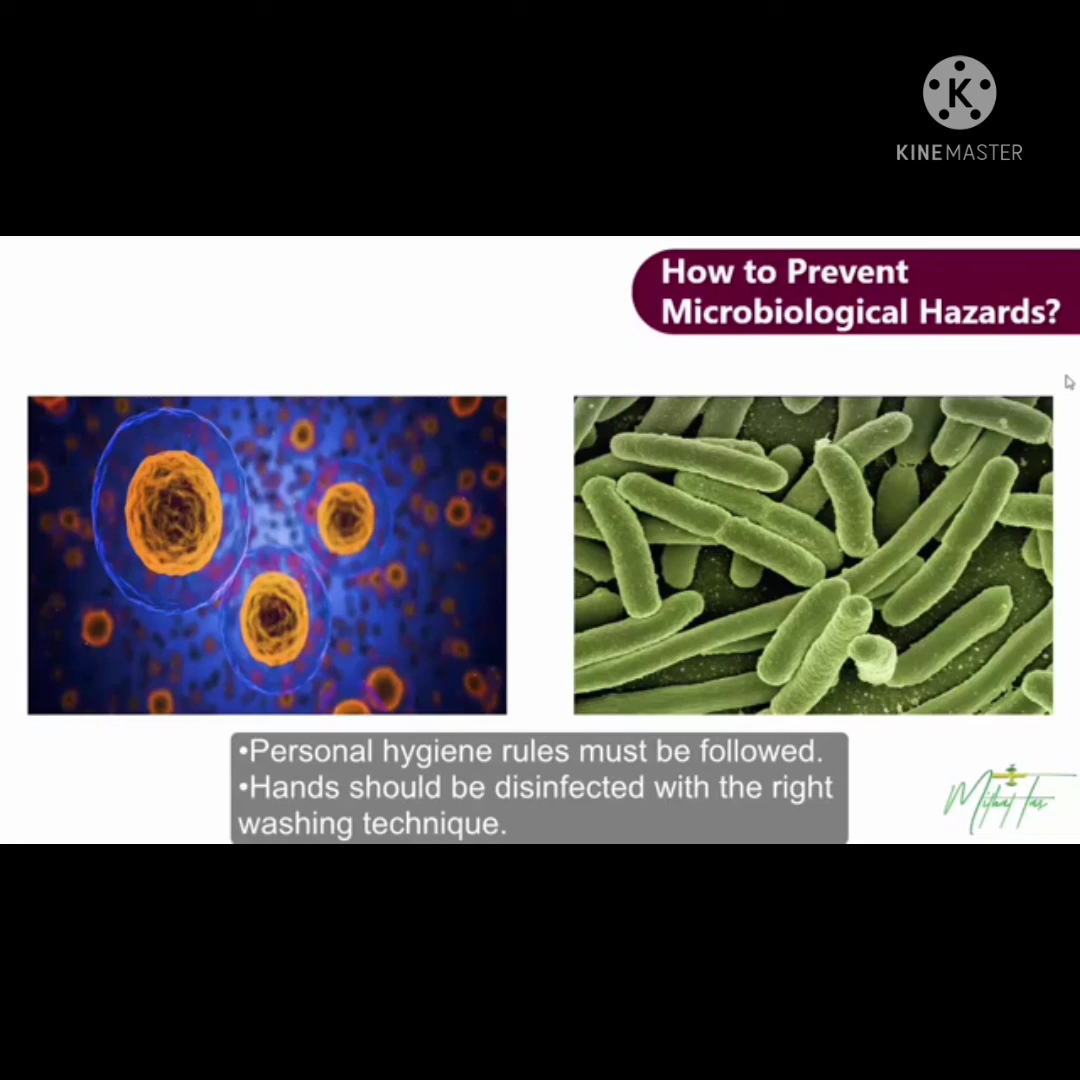 K
KINEMASTER
How to Prevent
Microbiological Hazards?
•Personal hygiene rules must be followed.
•Hands should be disinfected with the right
washing technique.